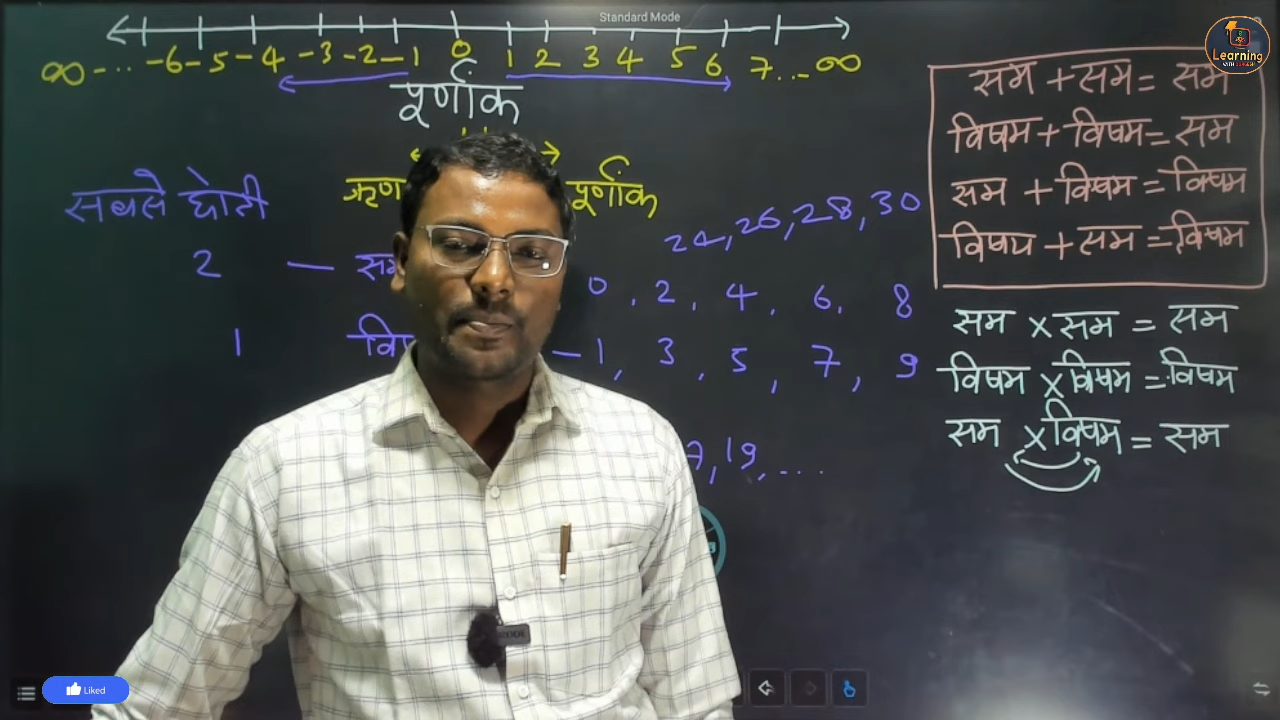 Standard Mode
Learning
∞ -... -6 -5 -4 -3 -2 -1 0 1 2 3 4 5 6 7... ∞
पूर्णांक
ऋण पूर्णांक
सबसे छोटी
24, 26, 28, 30
2 — सम 0, 2, 4, 6, 8
1 वि — 1, 3, 5, 7, 9
19, ....
सम + सम = सम
विषम + विषम = सम
सम + विषम = विषम
विषम + सम = विषम
सम × सम = सम
विषम × विषम = विषम
सम × विषम = सम
Liked